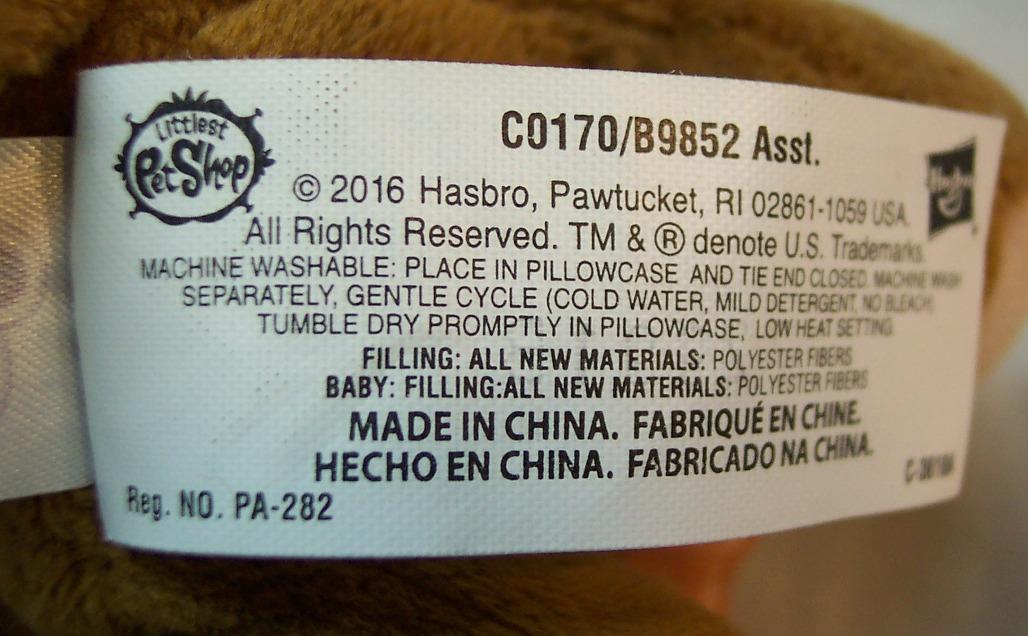 Littlest
PetShop
C0170/B9852 Asst.
Hasbro
© 2016 Hasbro, Pawtucket, RI 02861-1059 USA.
All Rights Reserved. TM & ® denote U.S. Trademarks.
MACHINE WASHABLE: PLACE IN PILLOWCASE AND TIE END CLOSED. MACHINE WASH
SEPARATELY, GENTLE CYCLE (COLD WATER, MILD DETERGENT, NO BLEACH)
TUMBLE DRY PROMPTLY IN PILLOWCASE, LOW HEAT SETTING
FILLING: ALL NEW MATERIALS: POLYESTER FIBERS
BABY: FILLING:ALL NEW MATERIALS: POLYESTER FIBERS
MADE IN CHINA. FABRIQUÉ EN CHINE.
HECHO EN CHINA. FABRICADO NA CHINA.
Reg. NO. PA-282